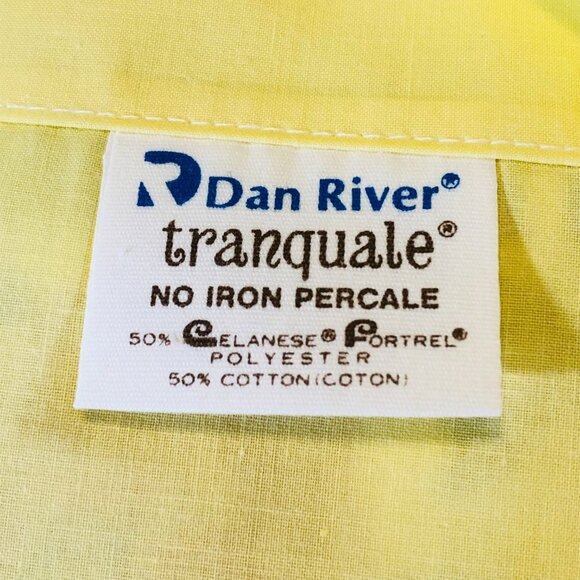 Dan River®
tranquale®
NO IRON PERCALE
50% CELANESE® FORTREL®
POLYESTER
50% COTTON (COTON)